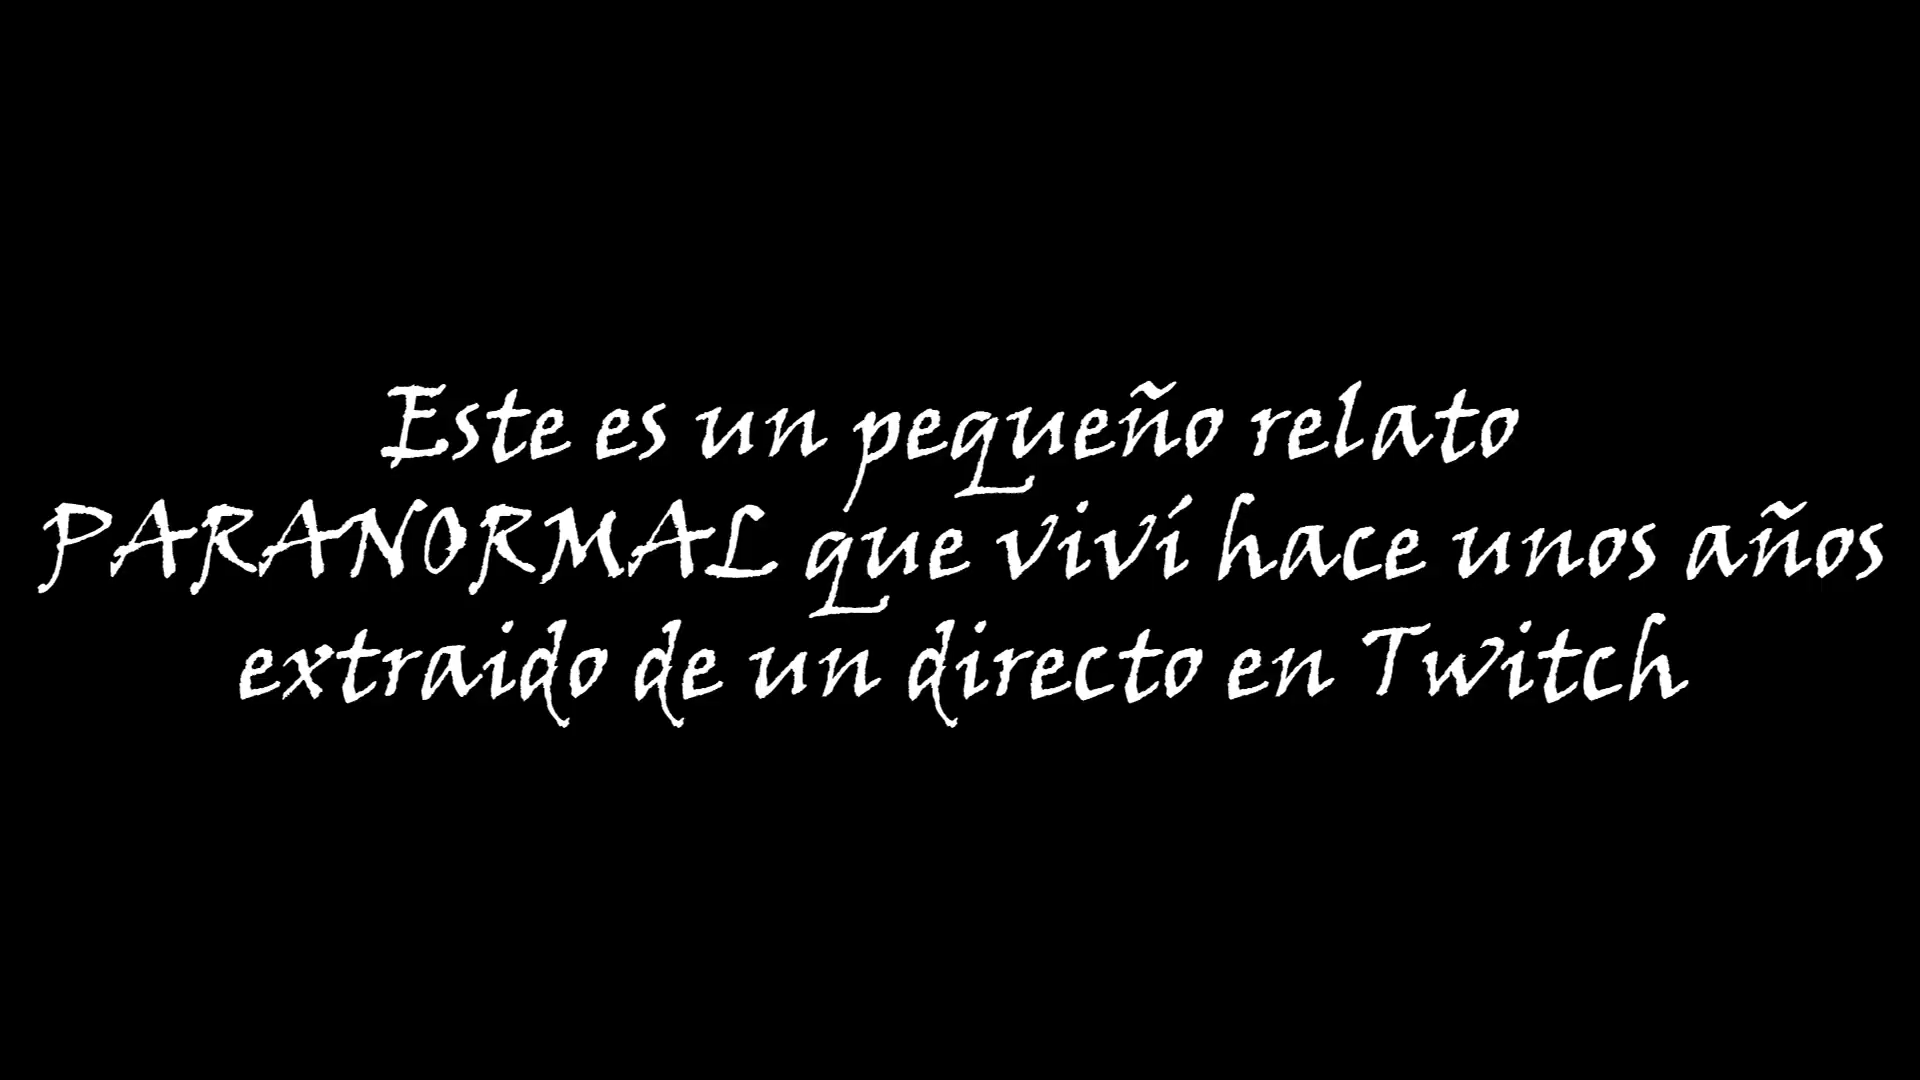 Este es un pequeño relato
PARANORMAL que viví hace unos años
extraido de un directo en Twitch